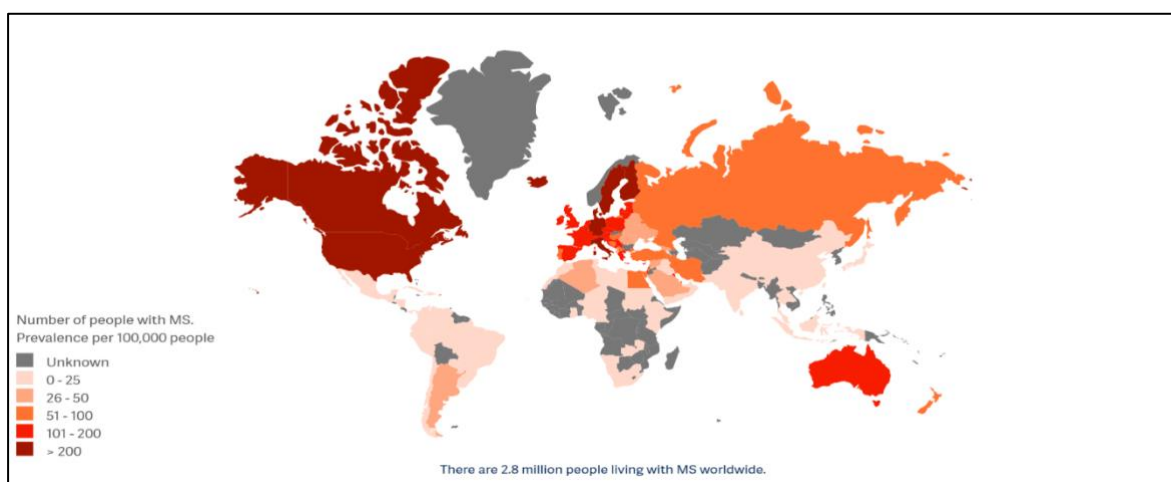 Number of people with MS.
Prevalence per 100,000 people
Unknown
0 - 25
26 - 50
51 - 100
101 - 200
> 200
There are 2.8 million people living with MS worldwide.